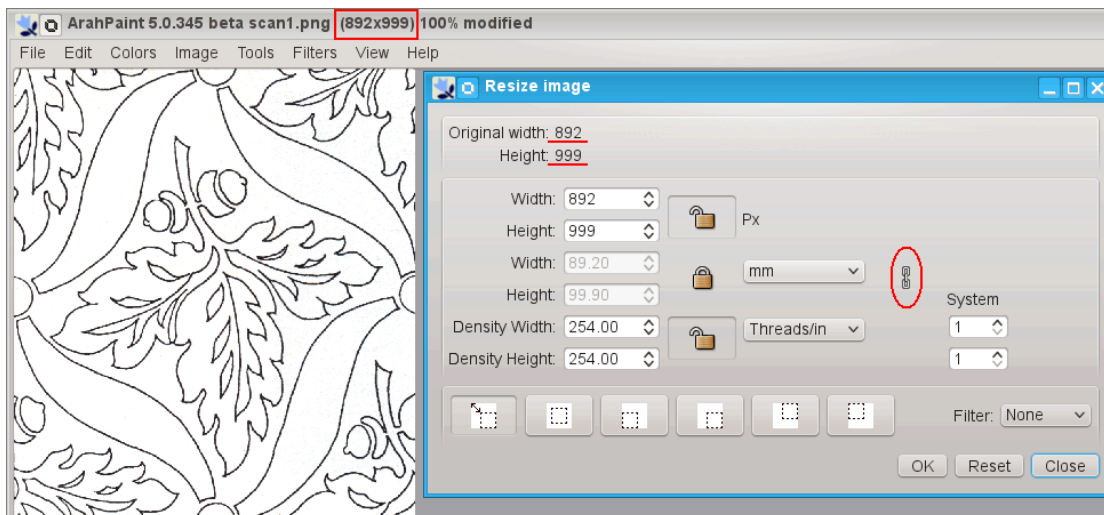 ArahPaint 5.0.345 beta scan1.png (892x999) 100% modified
File Edit Colors Image Tools Filters View Help
Resize image
Original width: 892
Height: 999
Width: 892
Height: 999
Px
Width: 89.20
Height: 99.90
mm
System
Density Width: 254.00
Threads/in
1
Density Height: 254.00
1
Filter: None
OK Reset Close